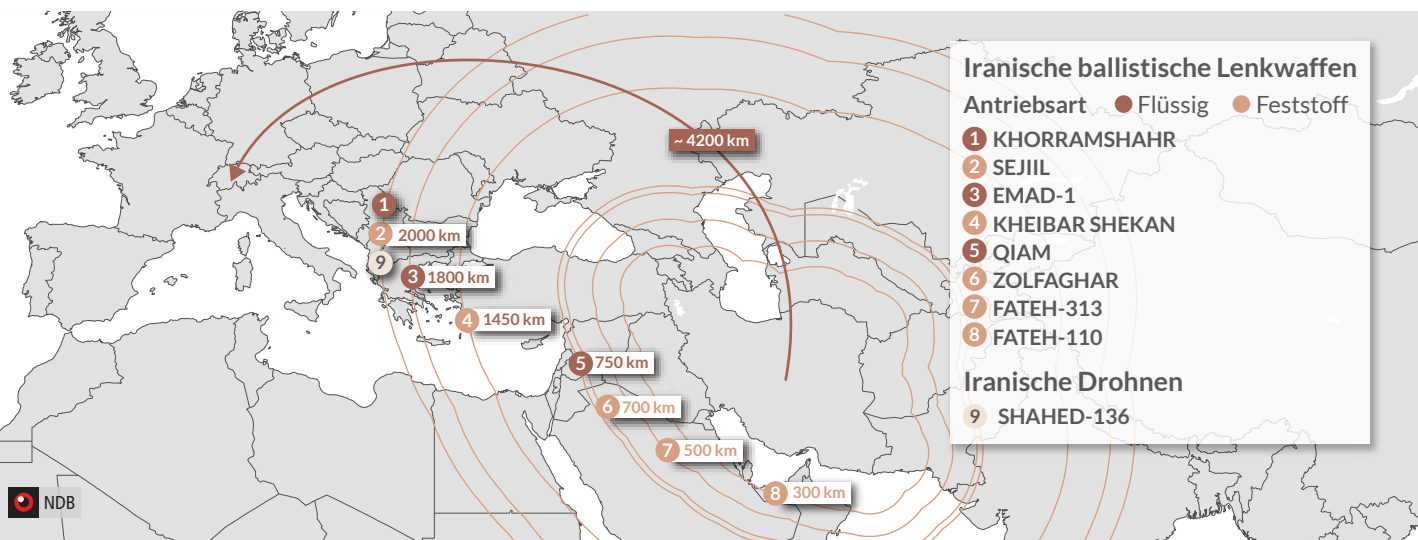 Iranische ballistische Lenkwaffen
Antriebsart Flüssig Feststoff
1 KHORRAMSHAHR
2 SEJIIL
3 EMAD-1
4 KHEIBAR SHEKAN
5 QIAM
6 ZOLFAGHAR
7 FATEH-313
8 FATEH-110
Iranische Drohnen
9 SHAHED-136
~ 4200 km
1
2 2000 km
9
3 1800 km
4 1450 km
5 750 km
6 700 km
7 500 km
8 300 km
NDB